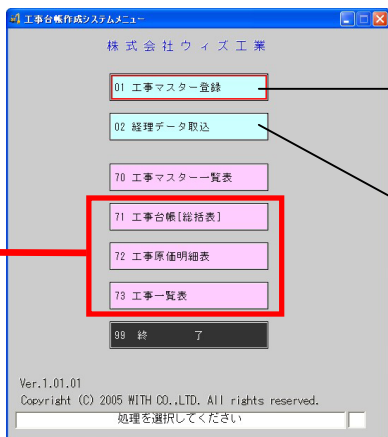 工事台帳作成システムメニュー
株式会社ウィズ工業
01 工事マスター登録
02 経理データ取込
70 工事マスター一覧表
71 工事台帳[総括表]
72 工事原価明細表
73 工事一覧表
99 終 了
Ver.1.01.01
Copyright (C) 2005 WITH CO.,LTD. All rights reserved.
処理を選択してください